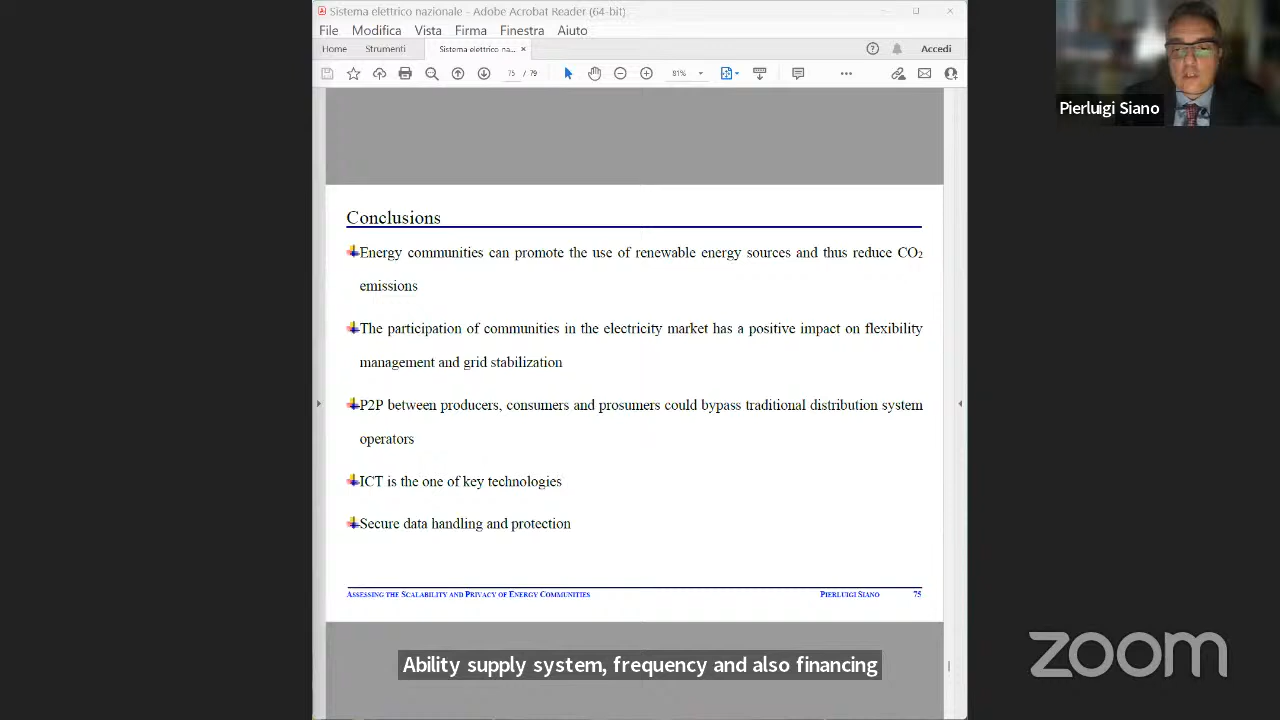 Sistema elettrico nazionale - Adobe Acrobat Reader (64-bit)
File Modifica Vista Firma Finestra Aiuto
Home Strumenti Sistema elettrico na... × Accedi
75 / 79 81%
Pierluigi Siano
Conclusions
Energy communities can promote the use of renewable energy sources and thus reduce CO₂
emissions
The participation of communities in the electricity market has a positive impact on flexibility
management and grid stabilization
P2P between producers, consumers and prosumers could bypass traditional distribution system
operators
ICT is the one of key technologies
Secure data handling and protection
ASSESSING THE SCALABILITY AND PRIVACY OF ENERGY COMMUNITIES PIERLUIGI SIANO 75
Ability supply system, frequency and also financing
zoom